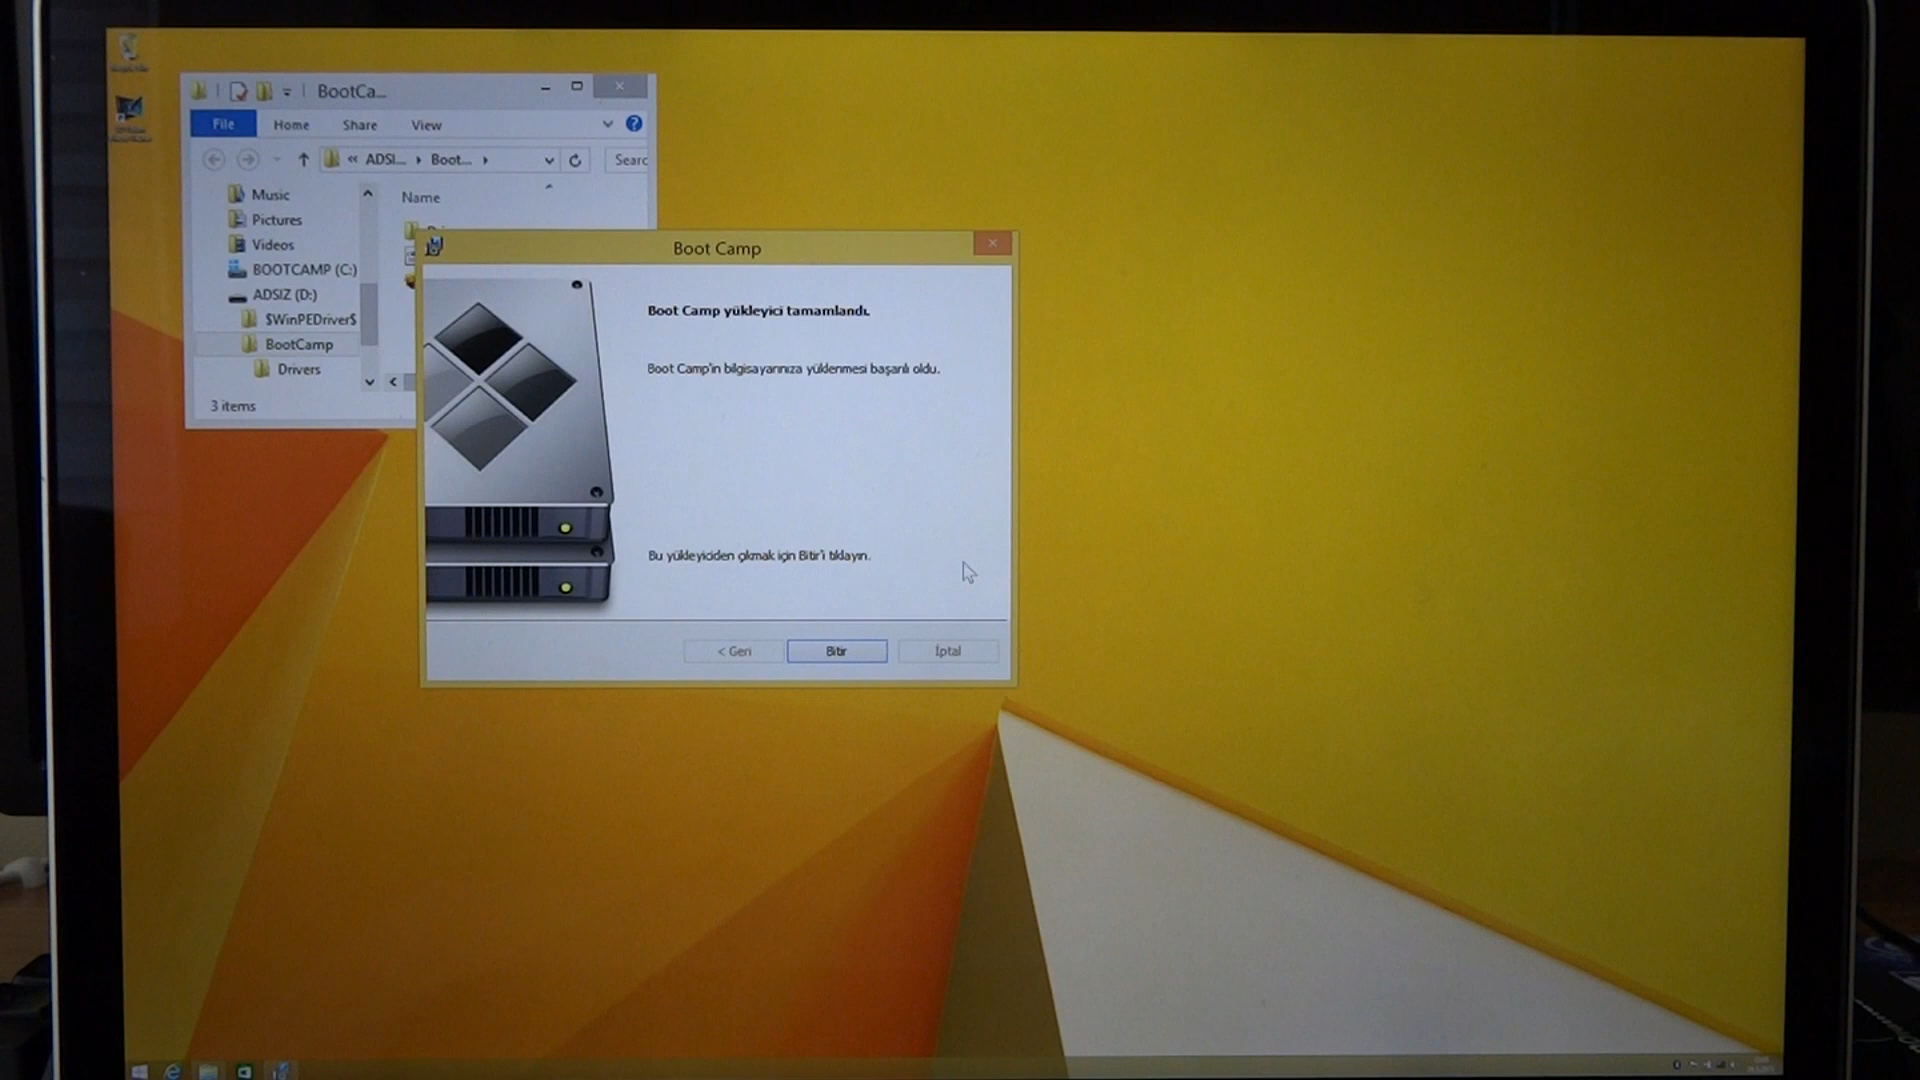 BootCa...
File Home Share View
« ADSI... Boot... Searc
Music
Pictures
Videos
BOOTCAMP (C:)
ADSIZ (D:)
$WinPEDriver$
BootCamp
Drivers
Name
3 items
Boot Camp
Boot Camp yükleyici tamamlandı.
Boot Camp'in bilgisayarınıza yüklenmesi başarılı oldu.
Bu yükleyiciden çıkmak için Bitir'i tıklayın.
< Geri Bitir İptal